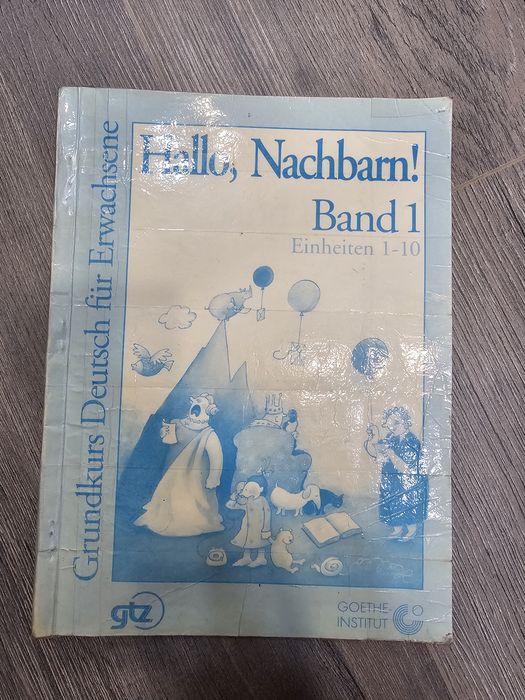 Grundkurs Deutsch für Erwachsene
Hallo, Nachbarn!
Band 1
Einheiten 1-10
gtz
GOETHE-
INSTITUT